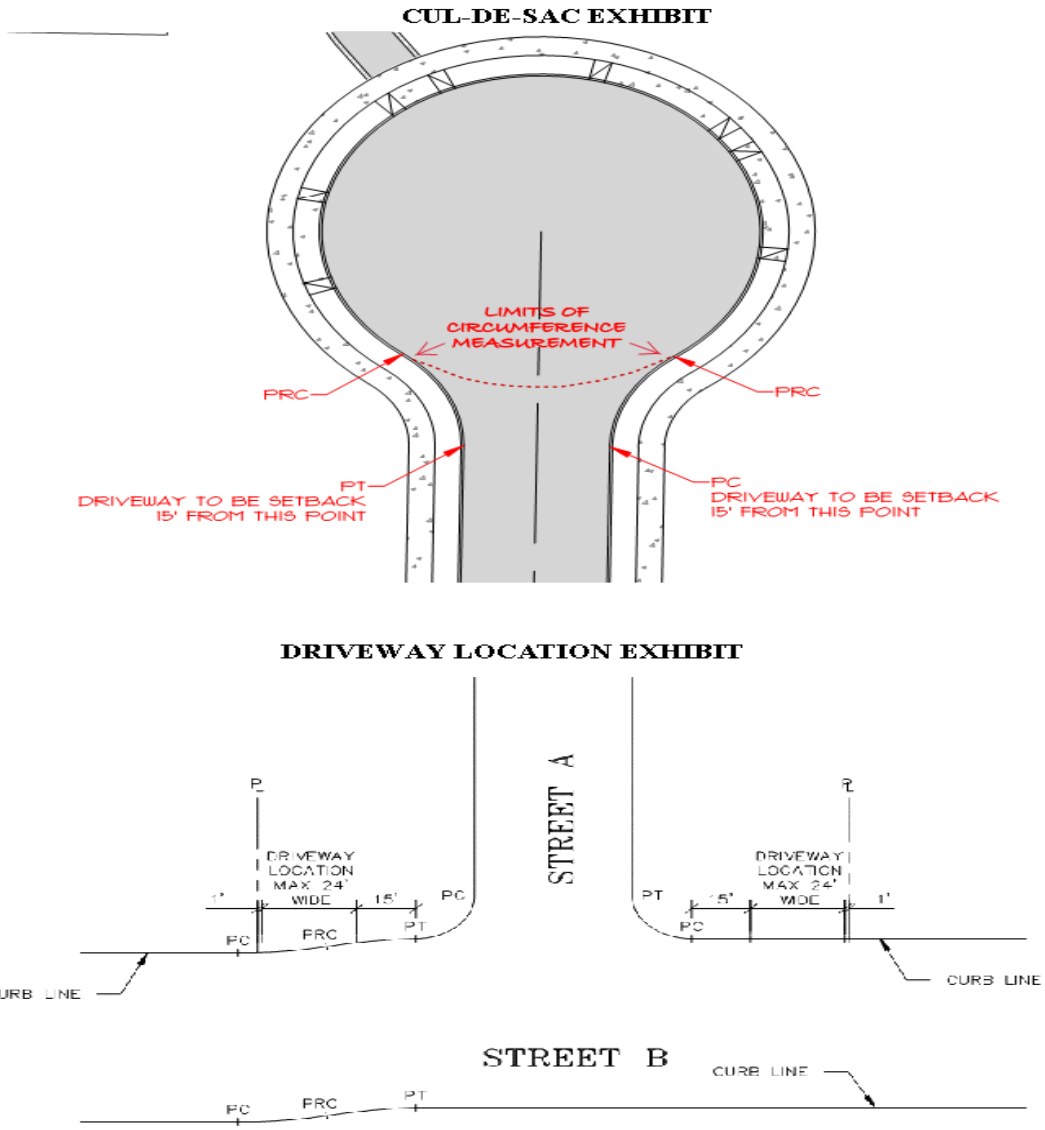 CUL-DE-SAC EXHIBIT
LIMITS OF
CIRCUMFERENCE
MEASUREMENT
PRC
PRC
PT
DRIVEWAY TO BE SETBACK
15' FROM THIS POINT
PC
DRIVEWAY TO BE SETBACK
15' FROM THIS POINT
DRIVEWAY LOCATION EXHIBIT
STREET A
PL
PL
DRIVEWAY
LOCATION
MAX 24'
WIDE
1'
15'
PC
PRC
PT
PC
DRIVEWAY
LOCATION
MAX 24'
WIDE
15'
1'
PT
PC
URB LINE
CURB LINE
STREET B
CURB LINE
PC
PRC
PT